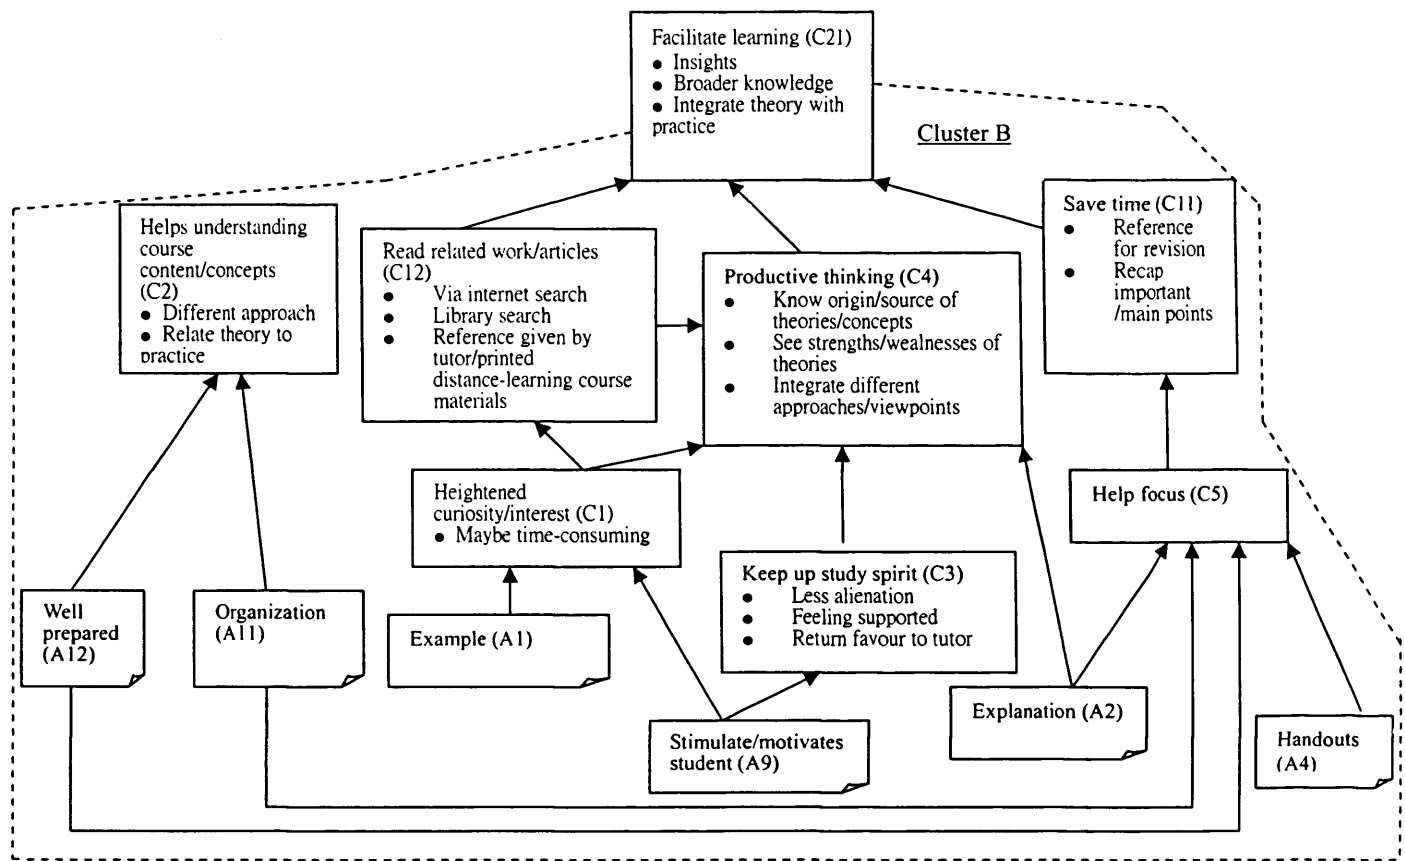 Facilitate learning (C21)
● Insights
● Broader knowledge
● Integrate theory with
practice
Cluster B
Helps understanding
course
content/concepts
(C2)
● Different approach
● Relate theory to
practice
Read related work/articles
(C12)
● Via internet search
● Library search
● Reference given by
tutor/printed
distance-learning course
materials
Productive thinking (C4)
● Know origin/source of
theories/concepts
● See strengths/wealnesses of
theories
● Integrate different
approaches/viewpoints
Save time (C11)
● Reference
for revision
● Recap
important
/main points
Heightened
curiosity/interest (C1)
● Maybe time-consuming
Help focus (C5)
Keep up study spirit (C3)
● Less alienation
● Feeling supported
● Return favour to tutor
Well
prepared
(A12)
Organization
(A11)
Example (A1)
Stimulate/motivates
student (A9)
Explanation (A2)
Handouts
(A4)